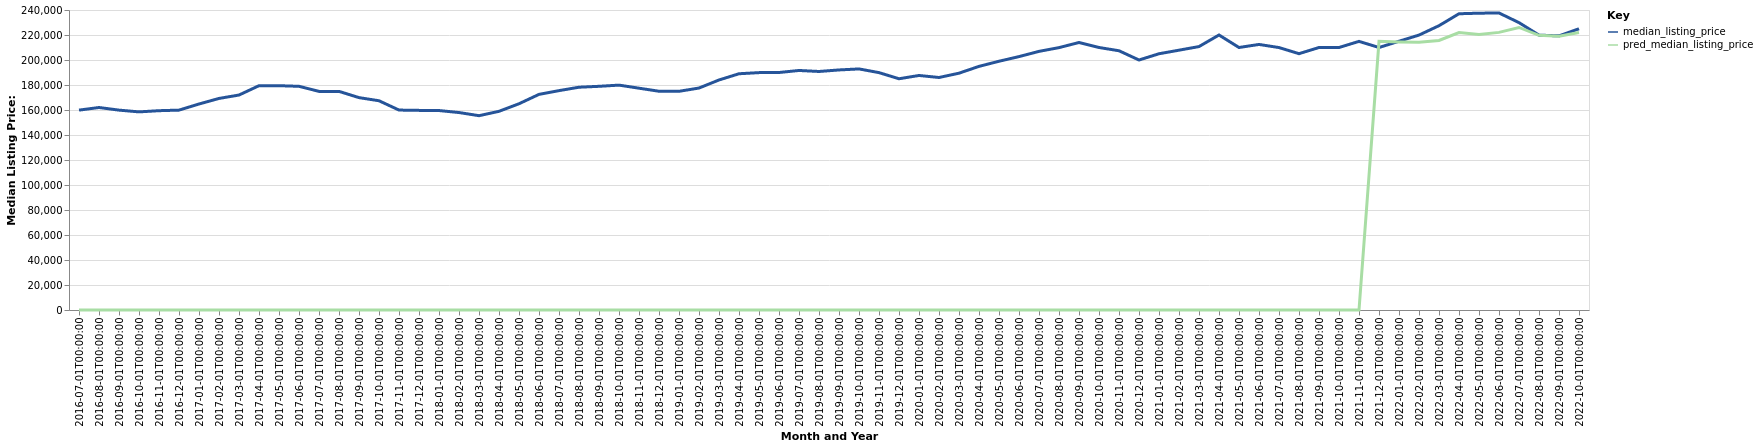 240,000
220,000
200,000
180,000
160,000
140,000
120,000
100,000
80,000
60,000
40,000
20,000
0
Median Listing Price:
2016-07-01T00:00:00
2016-08-01T00:00:00
2016-09-01T00:00:00
2016-10-01T00:00:00
2016-11-01T00:00:00
2016-12-01T00:00:00
2017-01-01T00:00:00
2017-02-01T00:00:00
2017-03-01T00:00:00
2017-04-01T00:00:00
2017-05-01T00:00:00
2017-06-01T00:00:00
2017-07-01T00:00:00
2017-08-01T00:00:00
2017-09-01T00:00:00
2017-10-01T00:00:00
2017-11-01T00:00:00
2017-12-01T00:00:00
2018-01-01T00:00:00
2018-02-01T00:00:00
2018-03-01T00:00:00
2018-04-01T00:00:00
2018-05-01T00:00:00
2018-06-01T00:00:00
2018-07-01T00:00:00
2018-08-01T00:00:00
2018-09-01T00:00:00
2018-10-01T00:00:00
2018-11-01T00:00:00
2018-12-01T00:00:00
2019-01-01T00:00:00
2019-02-01T00:00:00
2019-03-01T00:00:00
2019-04-01T00:00:00
2019-05-01T00:00:00
2019-06-01T00:00:00
2019-07-01T00:00:00
2019-08-01T00:00:00
2019-09-01T00:00:00
2019-10-01T00:00:00
2019-11-01T00:00:00
2019-12-01T00:00:00
2020-01-01T00:00:00
2020-02-01T00:00:00
2020-03-01T00:00:00
2020-04-01T00:00:00
2020-05-01T00:00:00
2020-06-01T00:00:00
2020-07-01T00:00:00
2020-08-01T00:00:00
2020-09-01T00:00:00
2020-10-01T00:00:00
2020-11-01T00:00:00
2020-12-01T00:00:00
2021-01-01T00:00:00
2021-02-01T00:00:00
2021-03-01T00:00:00
2021-04-01T00:00:00
2021-05-01T00:00:00
2021-06-01T00:00:00
2021-07-01T00:00:00
2021-08-01T00:00:00
2021-09-01T00:00:00
2021-10-01T00:00:00
2021-11-01T00:00:00
2021-12-01T00:00:00
2022-01-01T00:00:00
2022-02-01T00:00:00
2022-03-01T00:00:00
2022-04-01T00:00:00
2022-05-01T00:00:00
2022-06-01T00:00:00
2022-07-01T00:00:00
2022-08-01T00:00:00
2022-09-01T00:00:00
2022-10-01T00:00:00
Month and Year
Key
median_listing_price
pred_median_listing_price